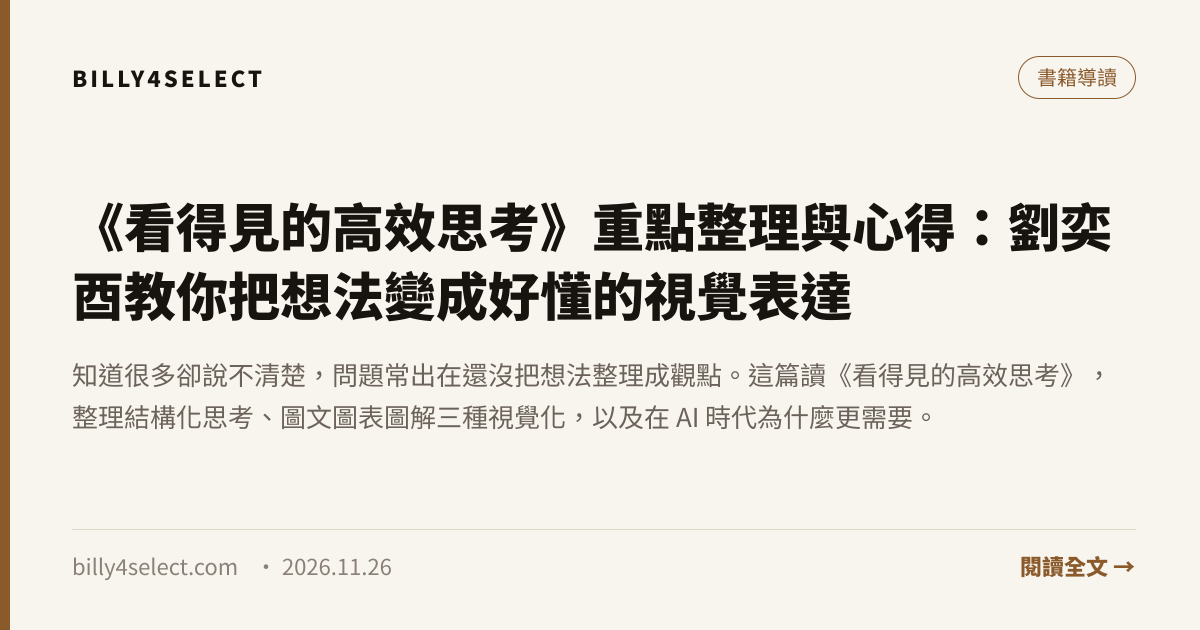 BILLY4SELECT
書籍導讀
《看得見的高效思考》重點整理與心得：劉奕
酉教你把想法變成好懂的視覺表達
知道很多卻說不清楚，問題常出在還沒把想法整理成觀點。這篇讀《看得見的高效思考》，
整理結構化思考、圖文圖表圖解三種視覺化，以及在 AI 時代為什麼更需要。
billy4select.com ・ 2026.11.26
閱讀全文 →